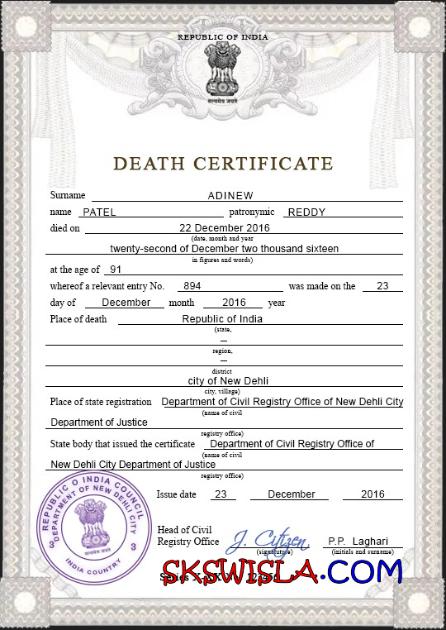 REPUBLIC OF INDIA
सत्यमेव जयते
DEATH CERTIFICATE
Surname ADINEW
name PATEL patronymic REDDY
died on 22 December 2016
(date, month and year
twenty-second of December two thousand sixteen
in figures and words)
at the age of 91
whereof a relevant entry No. 894 was made on the 23
day of December month 2016 year
Place of death Republic of India
(state,
—
region,
—
district
city of New Dehli
city, village)
Place of state registration Department of Civil Registry Office of New Dehli City
(name of civil
Department of Justice
registry office)
State body that issued the certificate Department of Civil Registry Office of
(name of civil
New Dehli City Department of Justice
registry office)
REPUBLIC O INDIA COUNCIL
DEPARTMENT OF NEW DEHLI CITY
3 3
INDIA COUNTRY
Issue date 23 December 2016
Head of Civil
Registry Office J. Citizen P.P. Laghari
(signature) (initials and surname)
SKSWISLA.COM